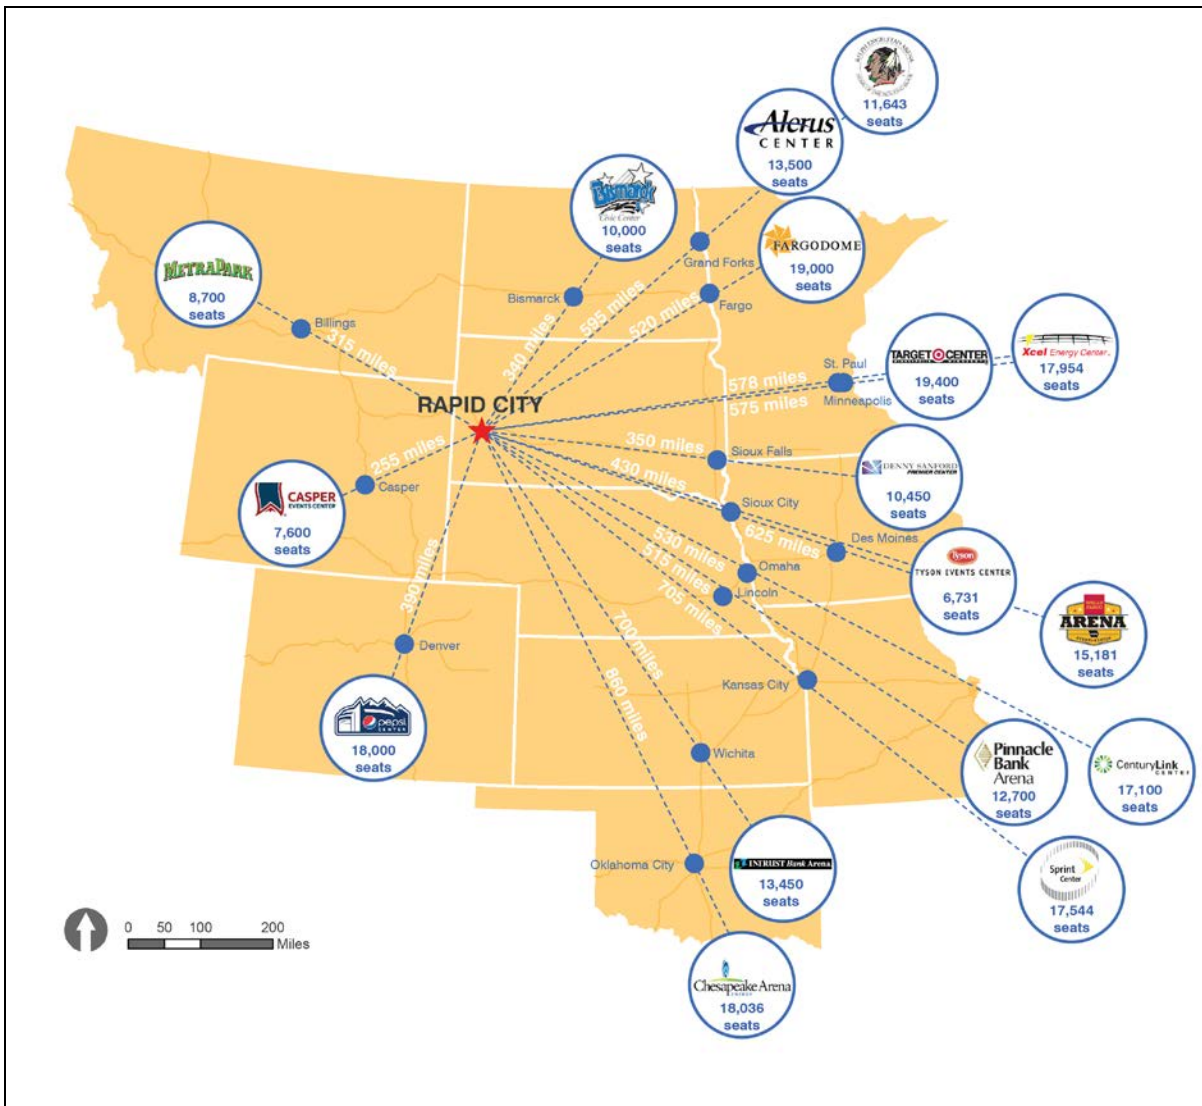 11,643
seats
Alerus
CENTER
13,500
seats
Bismarck
Civic Center
10,000
seats
Grand Forks
FARGODOME
19,000
seats
METRAPARK
8,700
seats
Billings
315 miles
Bismarck
340 miles
595 miles
520 miles
Fargo
TARGET CENTER
19,400
seats
Xcel Energy Center
17,954
seats
St. Paul
Minneapolis
578 miles
575 miles
RAPID CITY
350 miles
Sioux Falls
DENNY SANFORD
PREMIER CENTER
10,450
seats
255 miles
Casper
CASPER
EVENTS CENTER
7,600
seats
430 miles
Sioux City
625 miles
Des Moines
Tyson
TYSON EVENTS CENTER
6,731
seats
ARENA
15,181
seats
530 miles
515 miles
705 miles
Omaha
Lincoln
390 miles
Denver
pepsi
CENTER
18,000
seats
700 miles
860 miles
Kansas City
Wichita
Pinnacle
Bank
Arena
12,700
seats
CenturyLink
CENTER
17,100
seats
Oklahoma City
INTRUST Bank Arena
13,450
seats
Sprint
Center
17,544
seats
0 50 100 200
Miles
Chesapeake Arena
ENERGY
18,036
seats